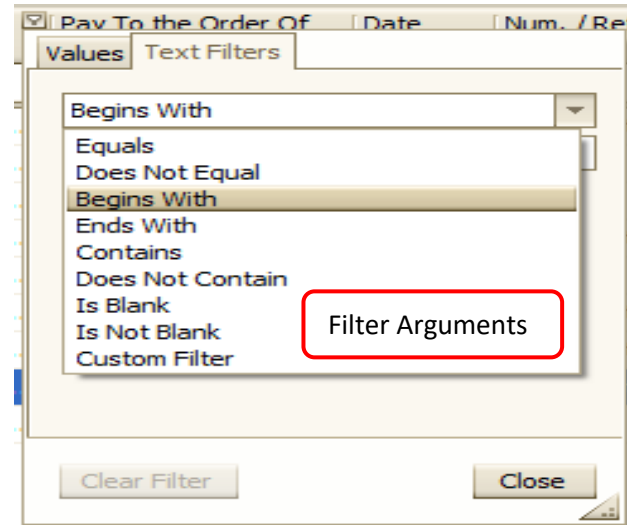 Pay To the Order Of Date Num. / Re
Values Text Filters
Begins With
Equals
Does Not Equal
Begins With
Ends With
Contains
Does Not Contain
Is Blank
Is Not Blank
Custom Filter
Filter Arguments
Clear Filter Close